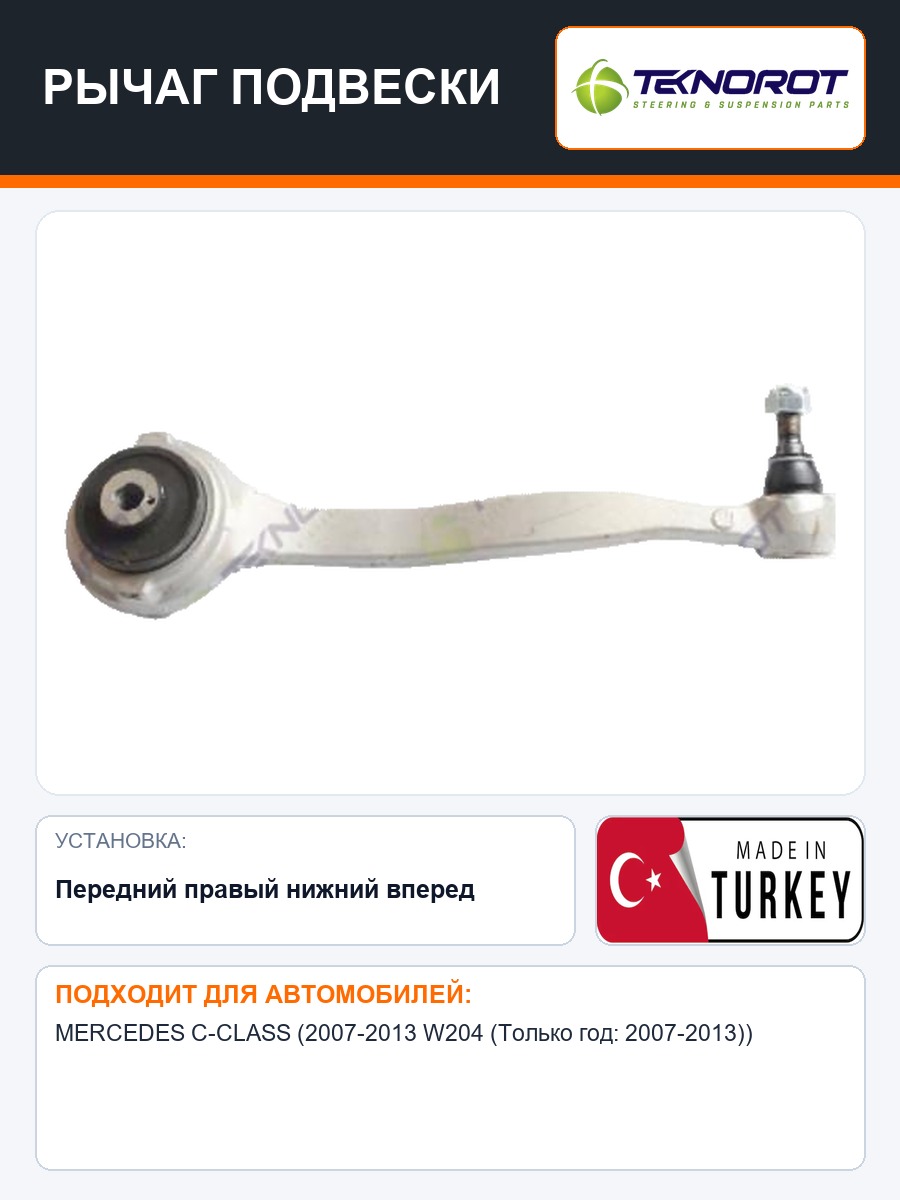 РЫЧАГ ПОДВЕСКИ
TEKNOROT
STEERING & SUSPENSION PARTS
УСТАНОВКА:
Передний правый нижний вперед
MADE IN
TURKEY
ПОДХОДИТ ДЛЯ АВТОМОБИЛЕЙ:
MERCEDES C-CLASS (2007-2013 W204 (Только год: 2007-2013))